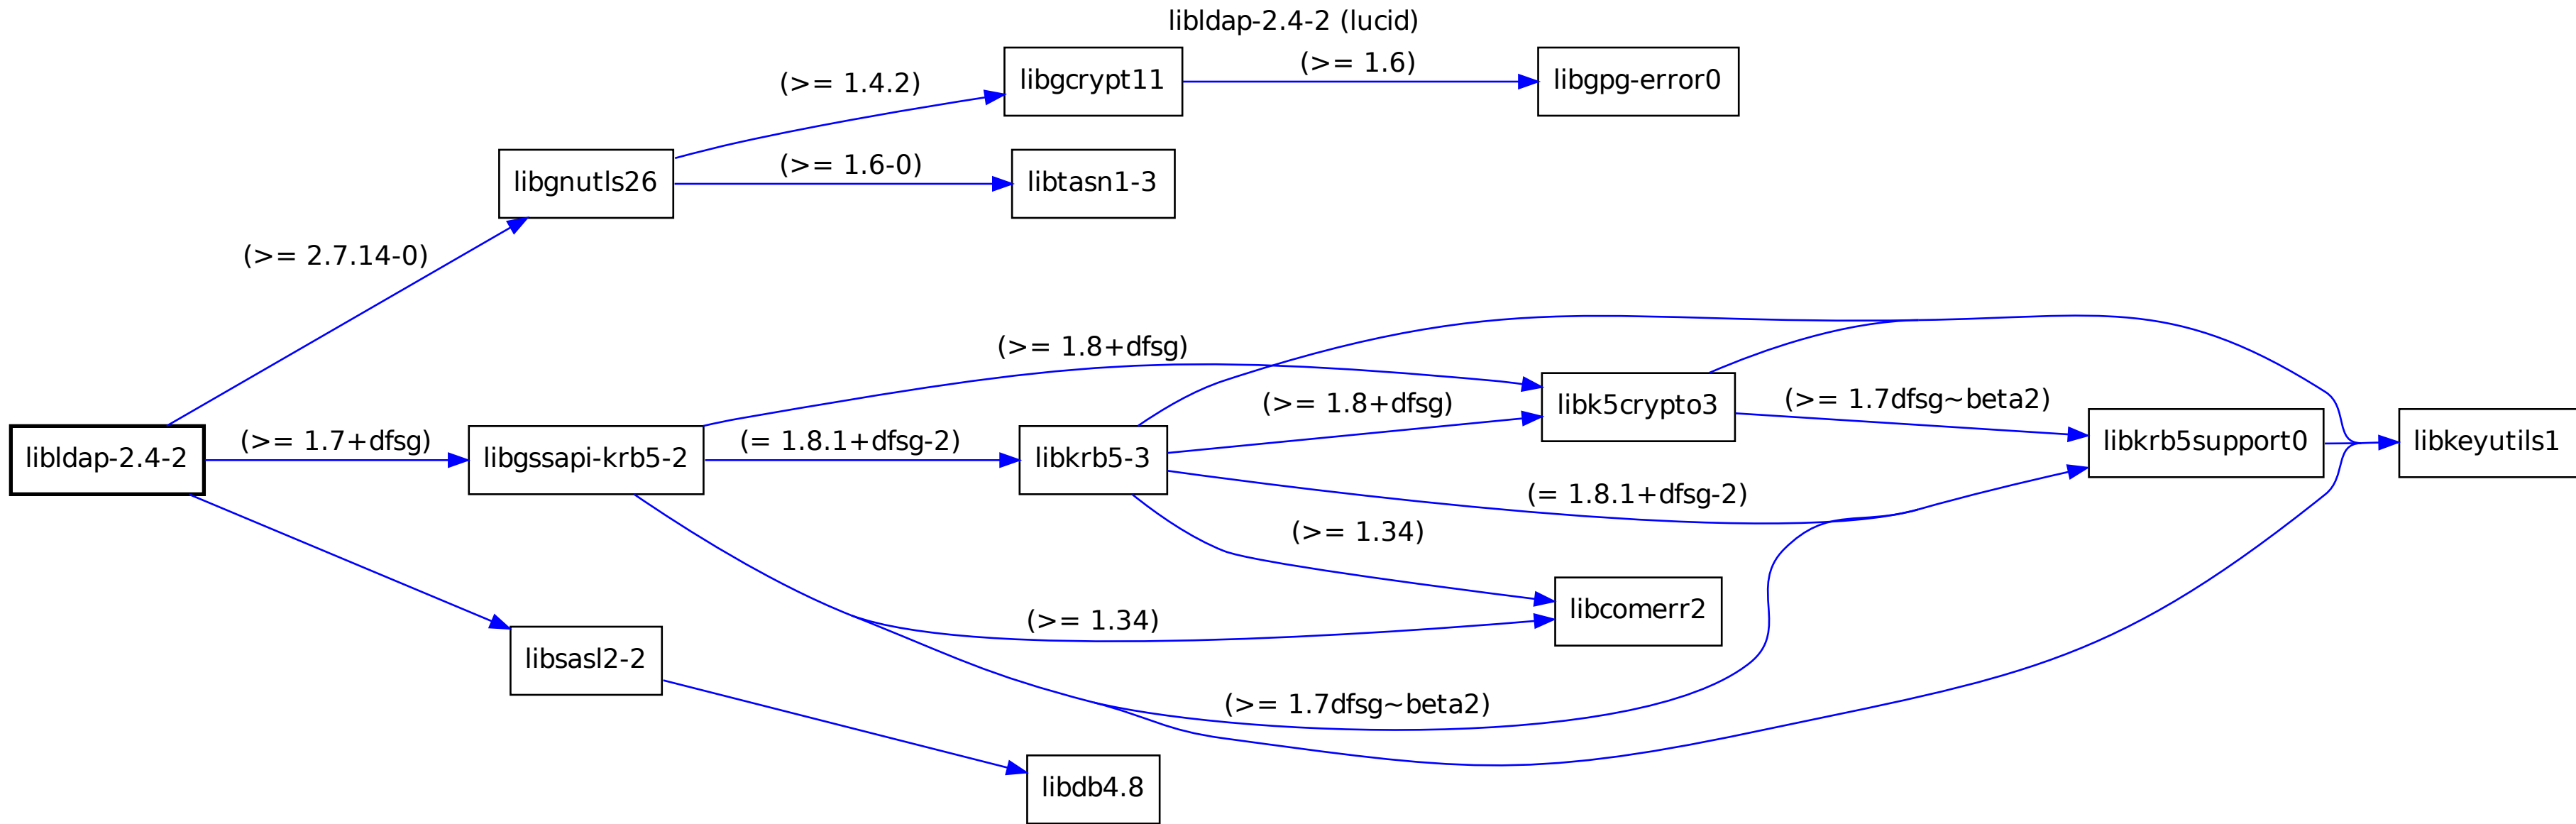 libldap-2.4-2 (lucid)
(>= 1.6)
libgcrypt11
libgpg-error0
(>= 1.4.2)
(>= 1.6-0)
libgnutls26
libtasn1-3
(>= 2.7.14-0)
(>= 1.8+dfsg)
(>= 1.8+dfsg)
libk5crypto3
(>= 1.7dfsg~beta2)
(>= 1.7+dfsg)
(= 1.8.1+dfsg-2)
libkrb5support0
libkeyutils1
libldap-2.4-2
libgssapi-krb5-2
libkrb5-3
(= 1.8.1+dfsg-2)
(>= 1.34)
libcomerr2
(>= 1.34)
libsasl2-2
(>= 1.7dfsg~beta2)
libdb4.8